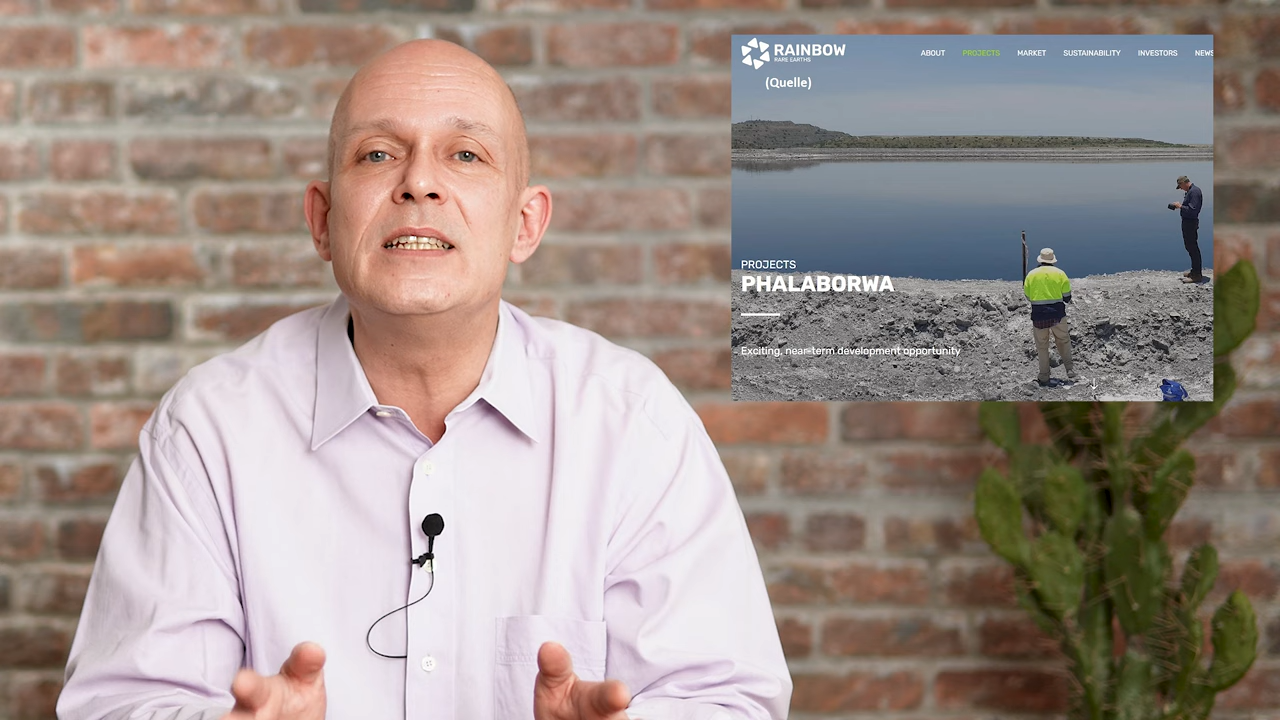 RAINBOW
RARE EARTHS
ABOUT PROJECTS MARKET SUSTAINABILITY INVESTORS NEWS
(Quelle)
PROJECTS
PHALABORWA
Exciting, near-term development opportunity